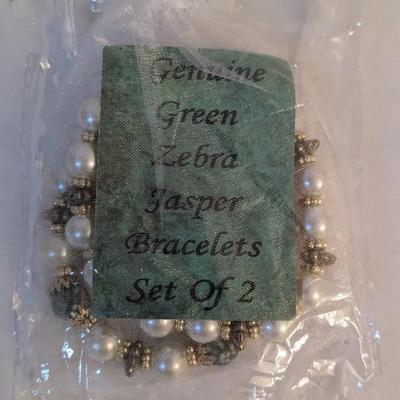 Genuine
Green
Zebra
Jasper
Bracelets
Set Of 2